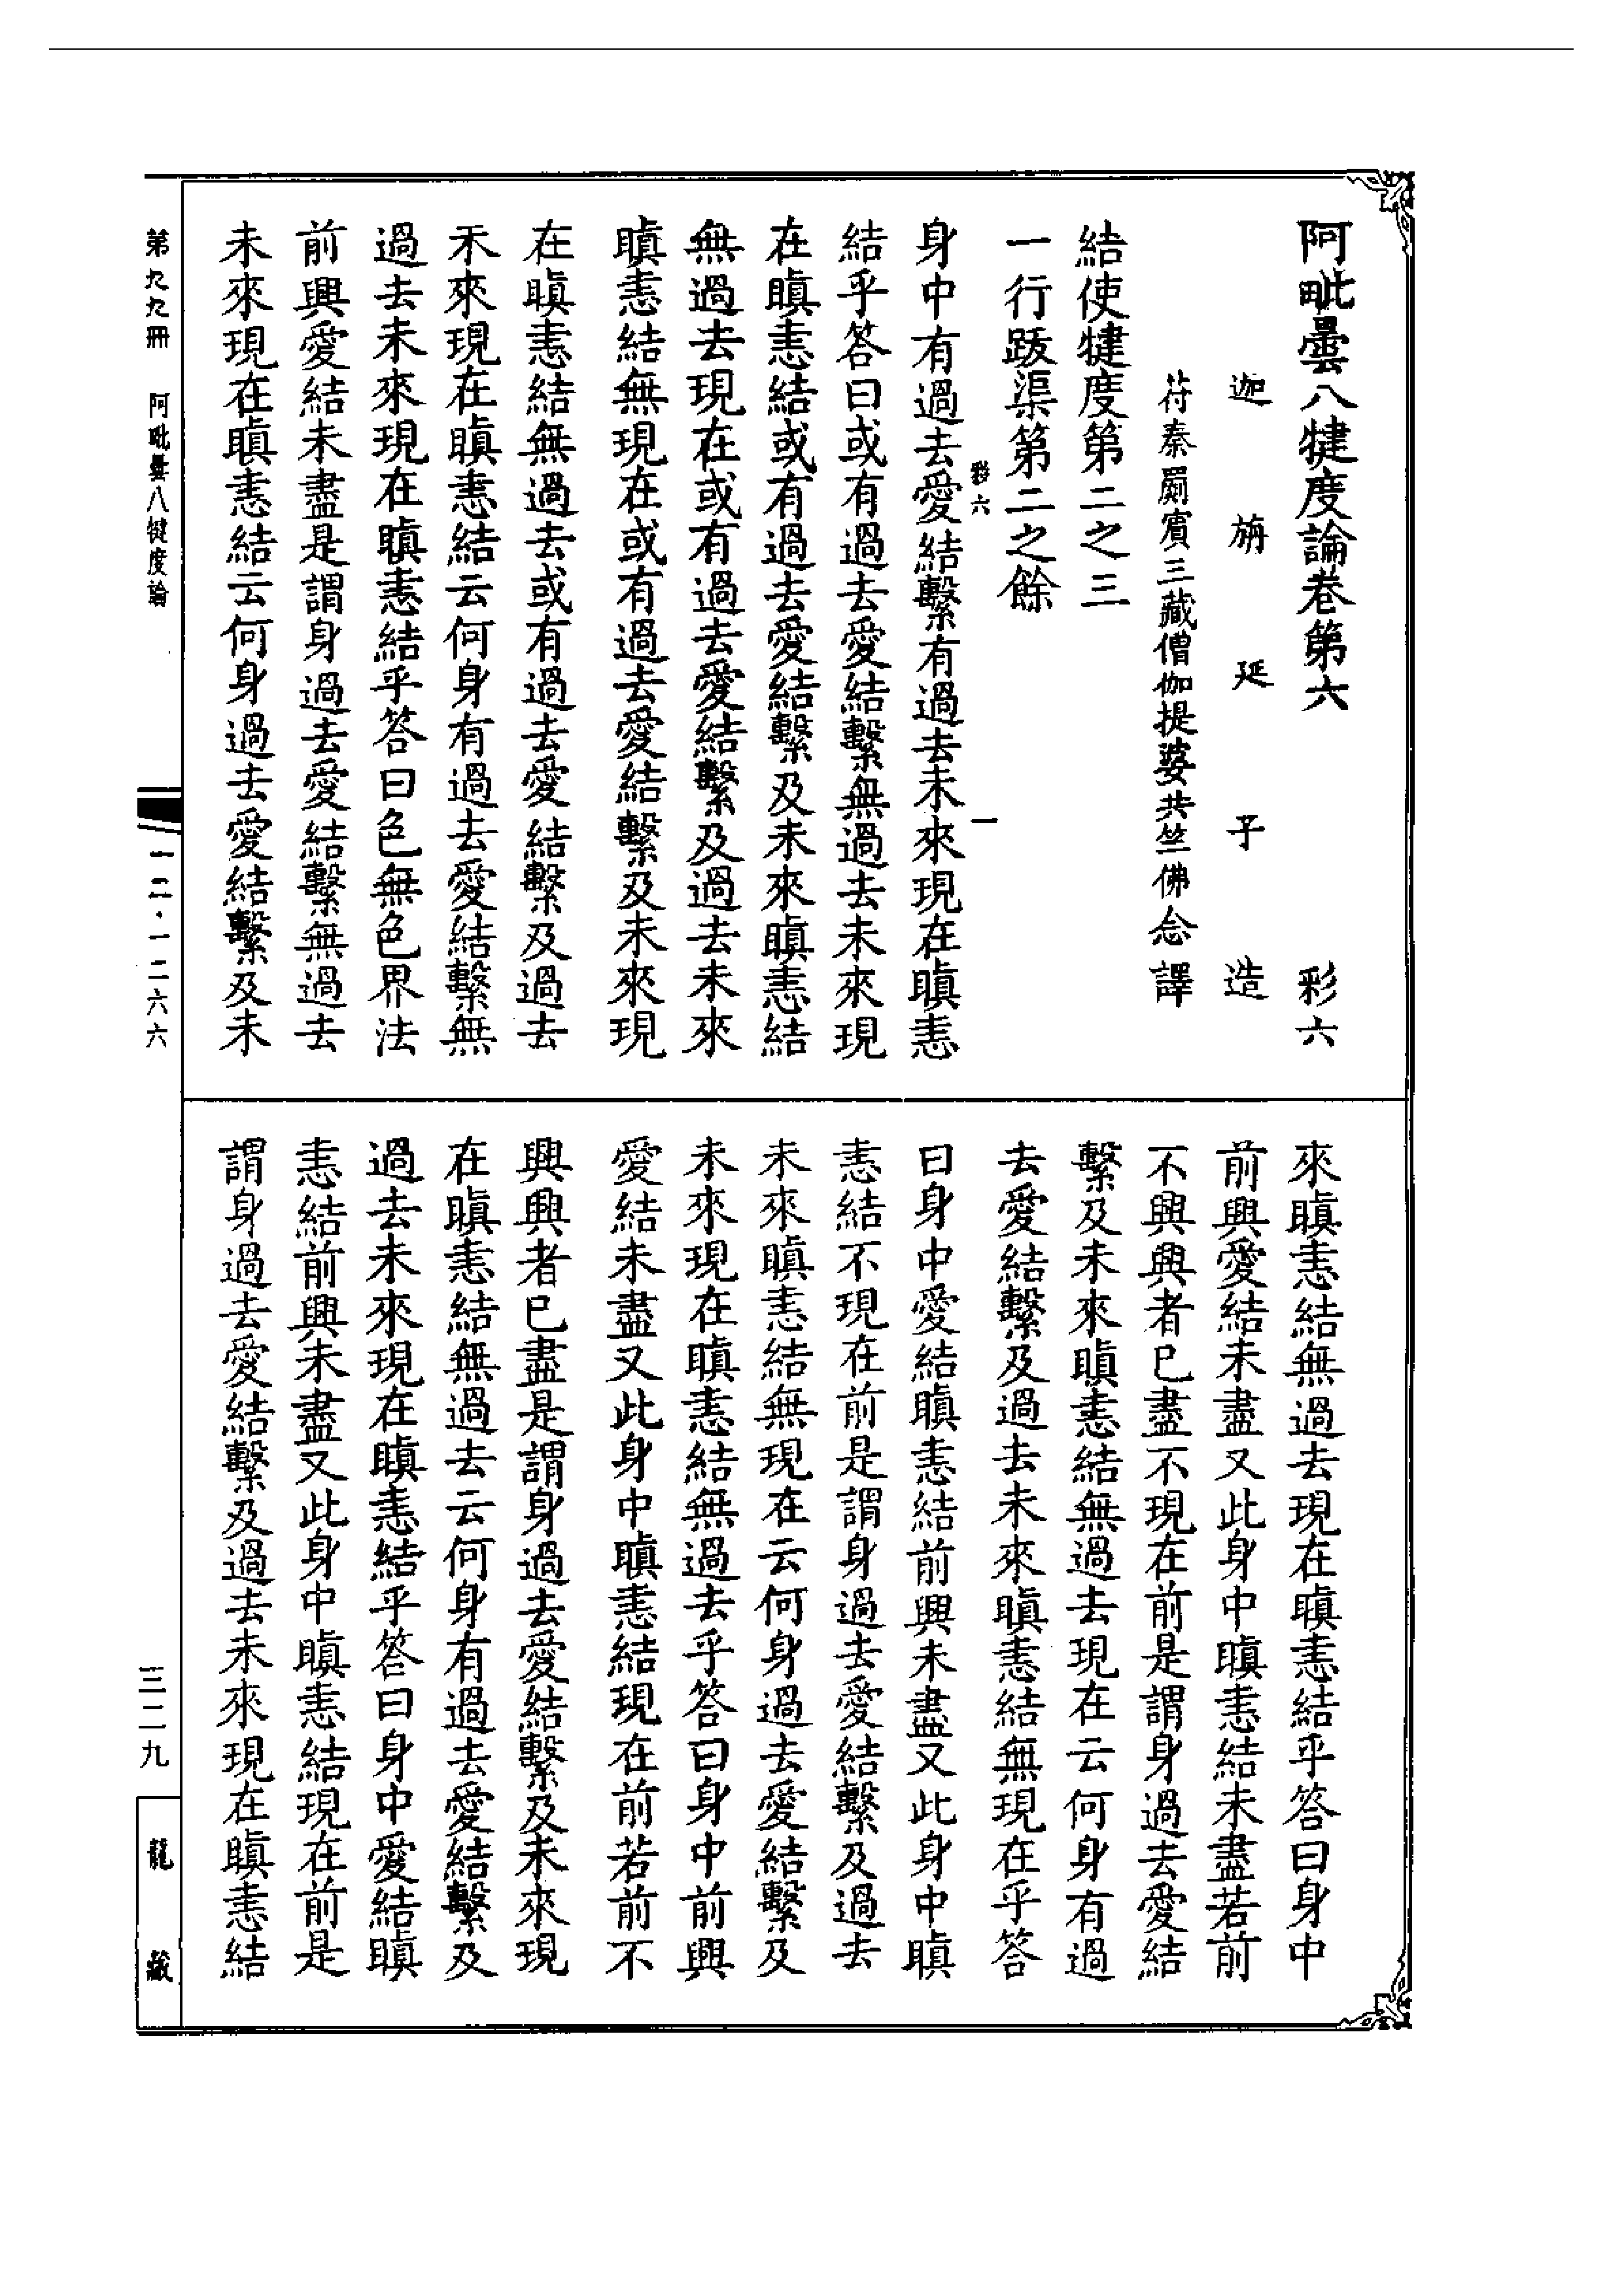 阿毗曇八犍度論卷第六　彩六
迦旃延子造
苻秦罽賓三藏僧伽提婆共竺佛念譯
結使犍度第二之三
一行跋渠第二之餘
彩六　一
身中有過去愛結繫有過去未來現在瞋恚
結乎答曰或有過去愛結繫無過去未來現
在瞋恚結或有過去愛結繫及未來瞋恚結
無過去現在或有過去愛結繫及過去未來
瞋恚結無現在或有過去愛結繫及未來現
在瞋恚結無過去或有過去愛結繫及過去
未來現在瞋恚結云何身有過去愛結繫無
過去未來現在瞋恚結乎答曰色無色界法
前興愛結未盡是謂身過去愛結繫無過去
未來現在瞋恚結云何身過去愛結繫及未
來瞋恚結無過去現在瞋恚結乎答曰身中
前興愛結未盡又此身中瞋恚結未盡若前
不興興者已盡不現在前是謂身過去愛結
繫及未來瞋恚結無過去現在云何身有過
去愛結繫及過去未來瞋恚結無現在乎答
曰身中愛結瞋恚結前興未盡又此身中瞋
恚結不現在前是謂身過去愛結繫及過去
未來瞋恚結無現在云何身過去愛結繫及
未來現在瞋恚結無過去乎答曰身中前興
愛結未盡又此身中瞋恚結現在前若前不
興興者已盡是謂身過去愛結繫及未來現
在瞋恚結無過去云何身有過去愛結繫及
過去未來現在瞋恚結乎答曰身中愛結瞋
恚結前興未盡又此身中瞋恚結現在前是
謂身過去愛結繫及過去未來現在瞋恚結
第九九冊　阿毗曇八犍度論
一二·一二六六
三二九
龍藏